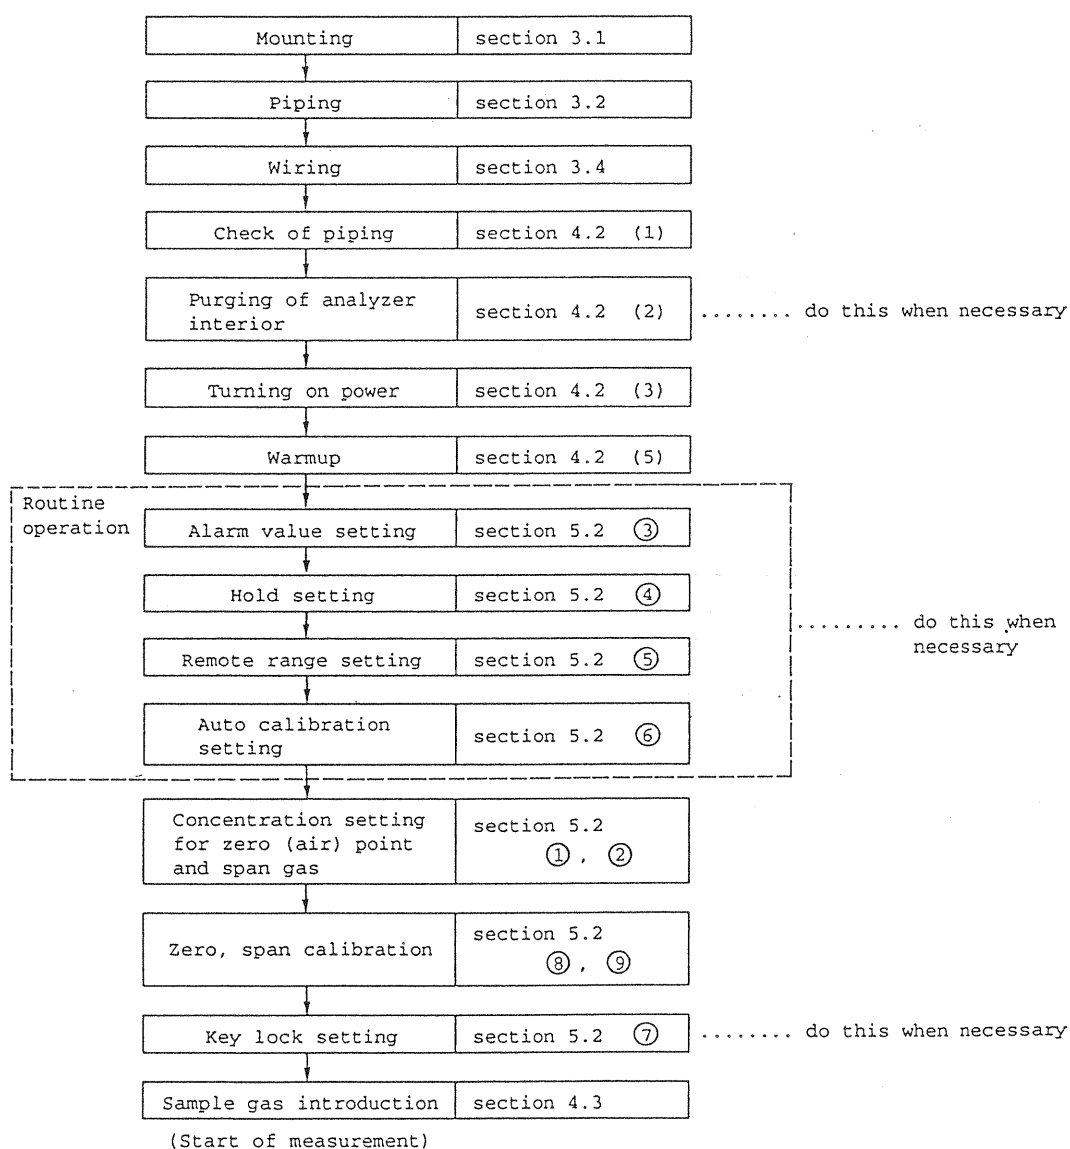 Mounting section 3.1
Piping section 3.2
Wiring section 3.4
Check of piping section 4.2 (1)
Purging of analyzer
interior section 4.2 (2) ........ do this when necessary
Turning on power section 4.2 (3)
Warmup section 4.2 (5)
Routine
operation
Alarm value setting section 5.2 ③
Hold setting section 5.2 ④
Remote range setting section 5.2 ⑤
......... do this when
necessary
Auto calibration
setting section 5.2 ⑥
Concentration setting
for zero (air) point
and span gas
section 5.2
①, ②
Zero, span calibration
section 5.2
⑧, ⑨
Key lock setting section 5.2 ⑦ ........ do this when necessary
Sample gas introduction section 4.3
(Start of measurement)